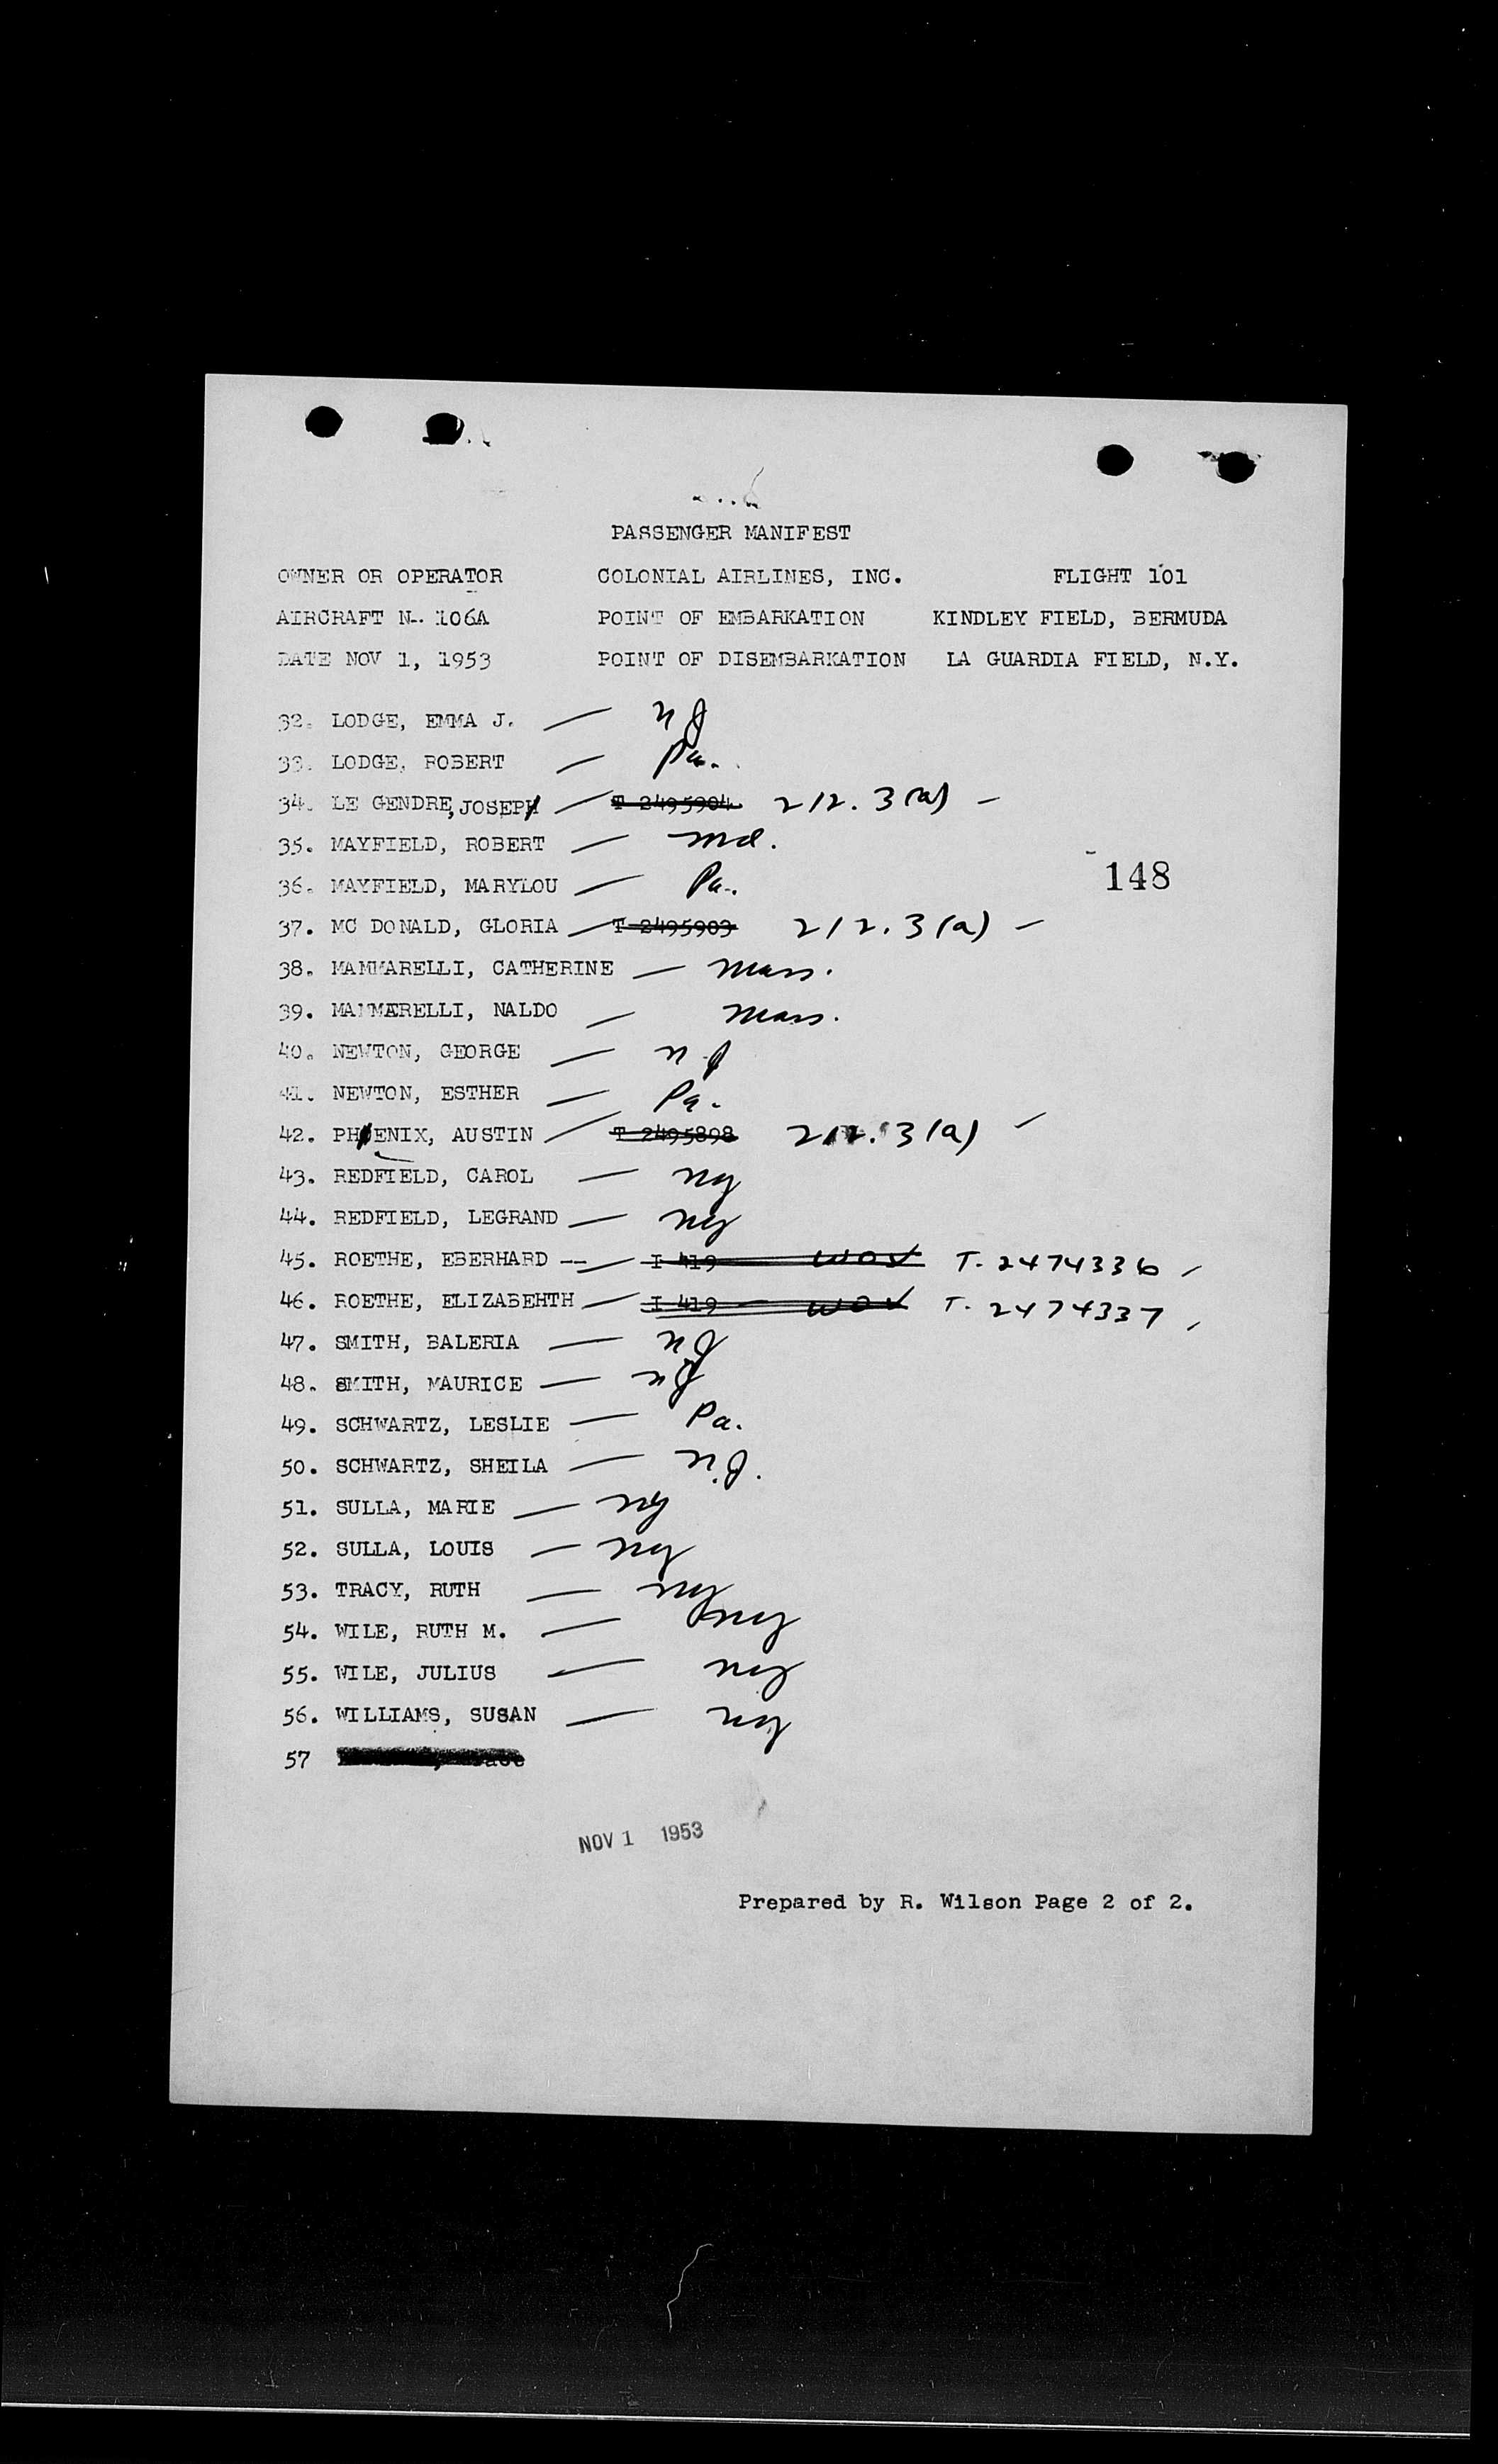 PASSENGER MANIFEST
OWNER OR OPERATOR COLONIAL AIRLINES, INC. FLIGHT 101
AIRCRAFT N-. 106A POINT OF EMBARKATION KINDLEY FIELD, BERMUDA
DATE NOV 1, 1953 POINT OF DISEMBARKATION LA GUARDIA FIELD, N.Y.
32. LODGE, EMMA J. — NJ
33. LODGE, ROBERT — Pa.
34. LE GENDRE, JOSEPH — T 2495904 212.3(a) -
35. MAYFIELD, ROBERT — Md.
148
36. MAYFIELD, MARYLOU — Pa.
37. MC DONALD, GLORIA — T-2495903 212.3(a) -
38. MAMMARELLI, CATHERINE — Mass.
39. MAMMARELLI, NALDO — Mass.
40. NEWTON, GEORGE — NJ
41. NEWTON, ESTHER — Pa.
42. PHOENIX, AUSTIN — T 2495898 212.3(a) -
43. REDFIELD, CAROL — NY
44. REDFIELD, LEGRAND — NY
45. ROETHE, EBERHARD -- — I 419 T-2474336
46. ROETHE, ELIZABEHTH — I 419 T-2474337
47. SMITH, BALERIA — NJ
48. SMITH, MAURICE — NJ
49. SCHWARTZ, LESLIE — Pa.
50. SCHWARTZ, SHEILA — N.J.
51. SULLA, MARIE — NY
52. SULLA, LOUIS — NY
53. TRACY, RUTH — NY
54. WILE, RUTH M. — NY
55. WILE, JULIUS — NY
56. WILLIAMS, SUSAN — NY
57
NOV 1 1953
Prepared by R. Wilson Page 2 of 2.